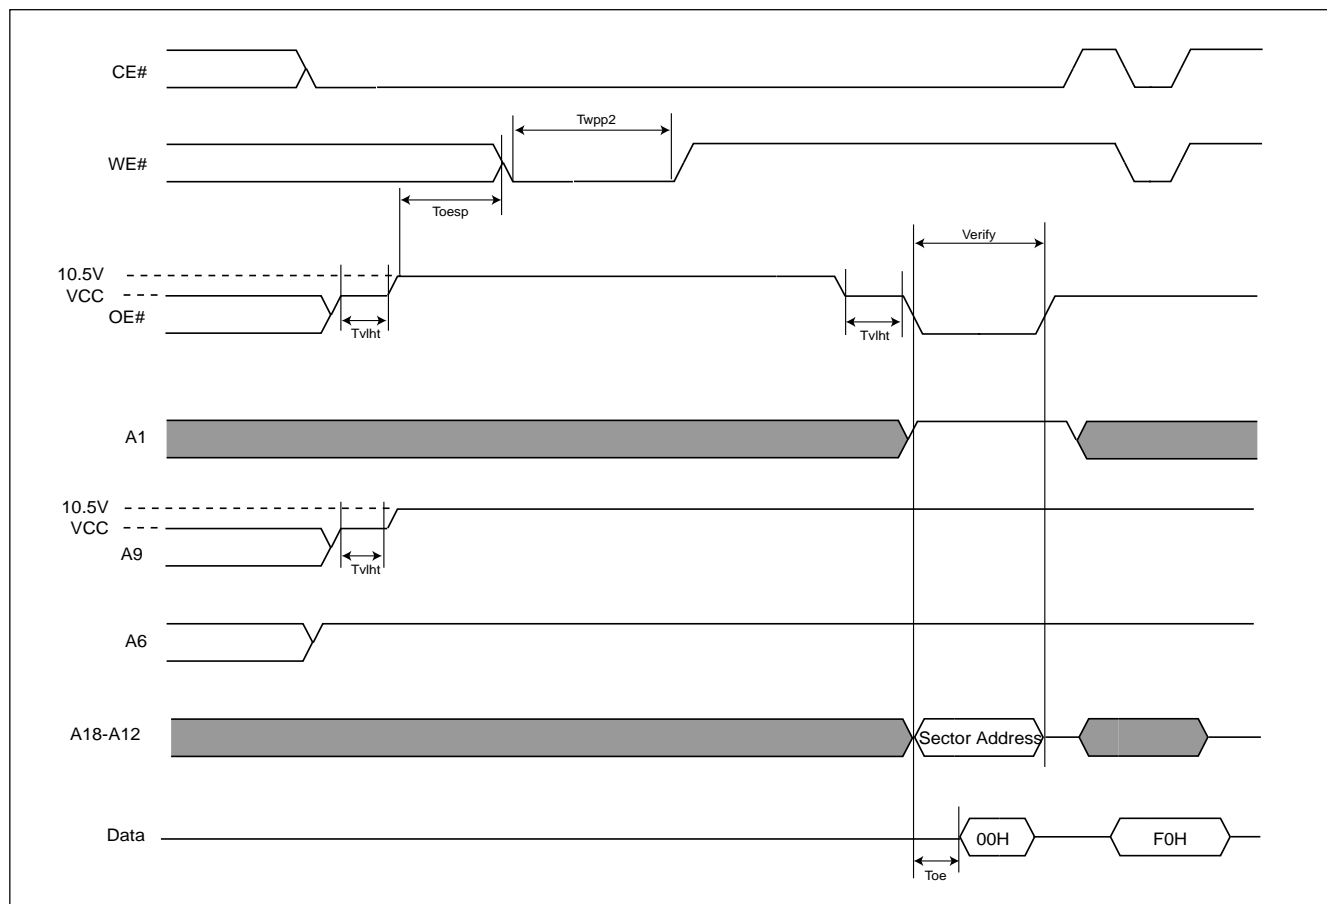 CE#
Twpp2
WE#
Toesp
Verify
10.5V
VCC
OE#
Tvlht
Tvlht
A1
10.5V
VCC
A9
Tvlht
A6
A18-A12
Sector Address
Data
00H
F0H
Toe